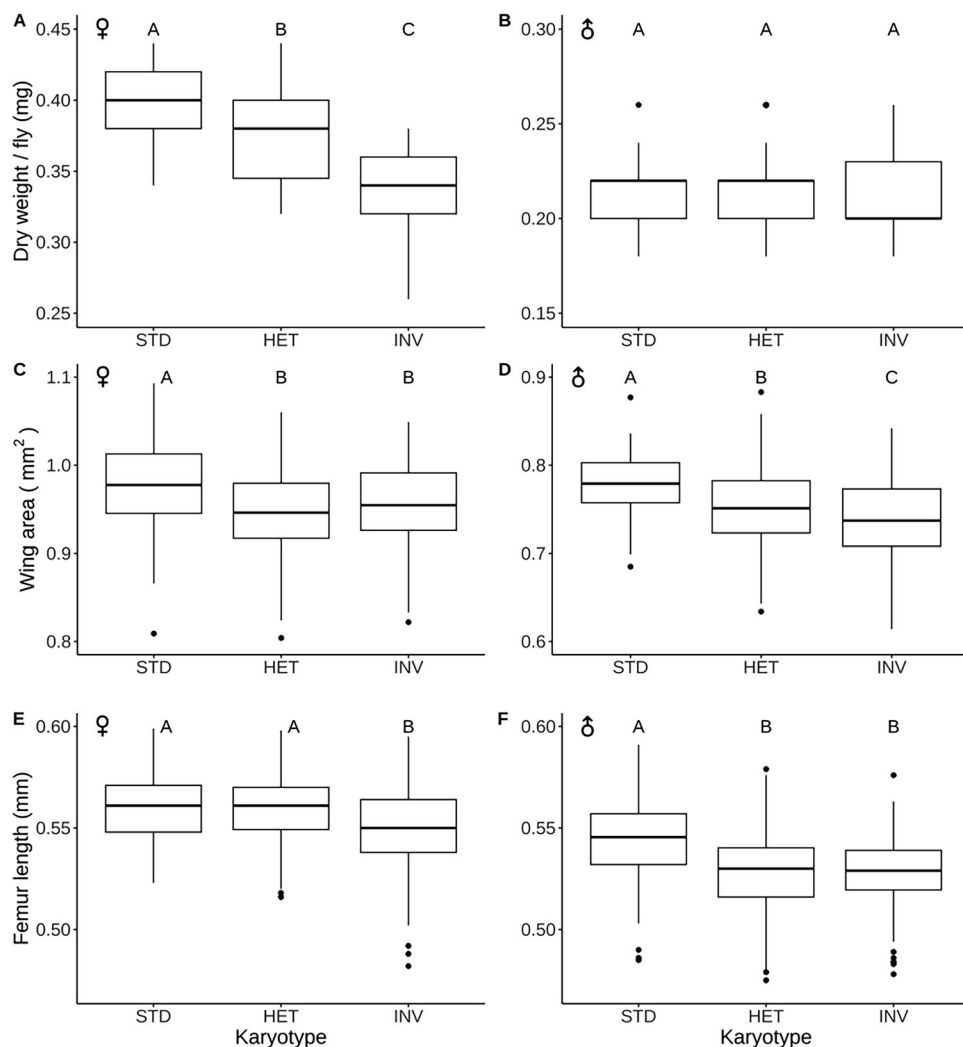 A ♀ A B C
B ♂ A A A
Dry weight / fly (mg)
0.45
0.40
0.35
0.30
0.25
0.30
0.25
0.20
0.15
STD HET INV
STD HET INV
C ♀ A B B
D ♂ A B C
Wing area ( mm²)
1.1
1.0
0.9
0.8
0.9
0.8
0.7
0.6
STD HET INV
STD HET INV
E ♀ A A B
F ♂ A B B
Femur length (mm)
0.60
0.55
0.50
0.60
0.55
0.50
STD HET INV
STD HET INV
Karyotype
Karyotype